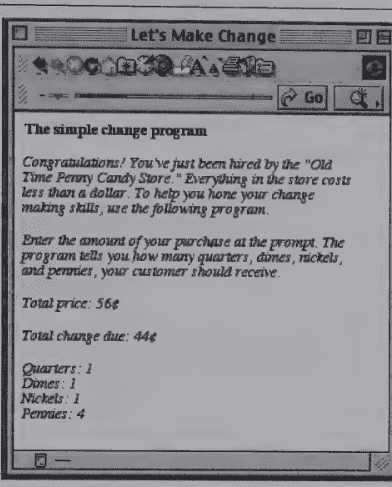 Let's Make Change
Go
The simple change program
Congratulations! You've just been hired by the "Old
Time Penny Candy Store." Everything in the store costs
less than a dollar. To help you hone your change
making skills, use the following program.
Enter the amount of your purchase at the prompt. The
program tells you how many quarters, dimes, nickels,
and pennies, your customer should receive.
Total price: 56¢
Total change due: 44¢
Quarters: 1
Dimes: 1
Nickels: 1
Pennies: 4